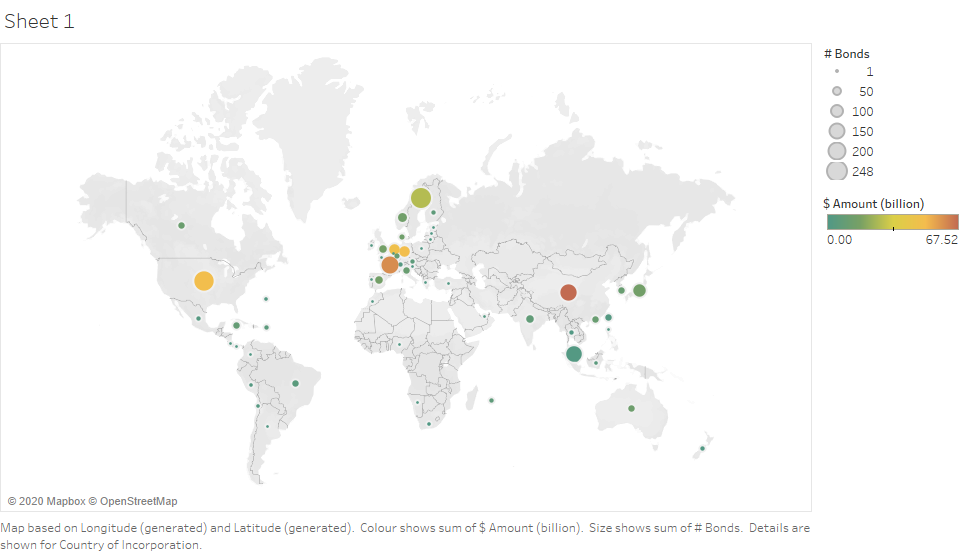 Sheet 1
# Bonds
1
50
100
150
200
248
$ Amount (billion)
0.00 67.52
© 2020 Mapbox © OpenStreetMap
Map based on Longitude (generated) and Latitude (generated). Colour shows sum of $ Amount (billion). Size shows sum of # Bonds. Details are
shown for Country of Incorporation.